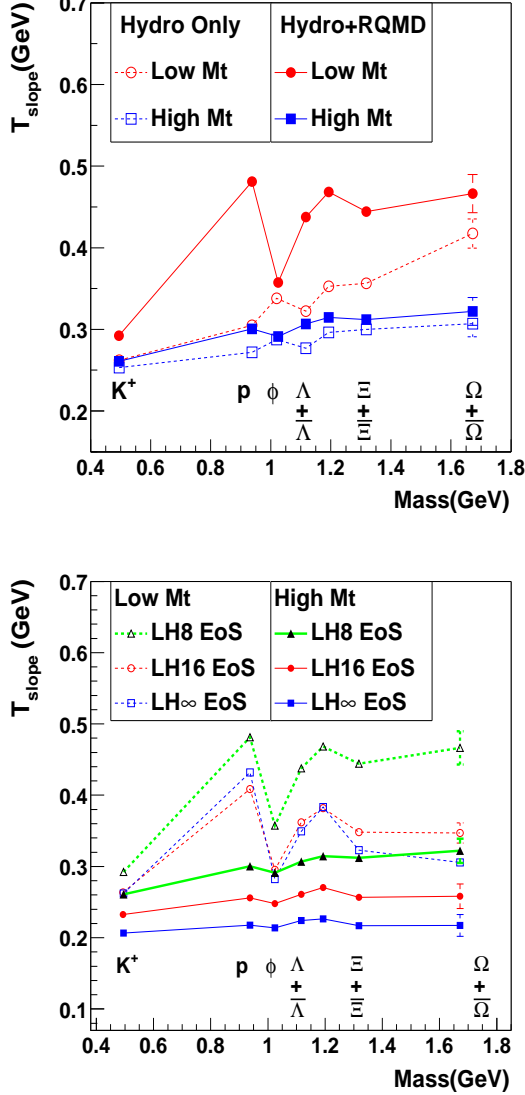 T_slope(GeV)
0.7
0.5
0.4
0.3
0.2
Hydro Only Hydro+RQMD
Low Mt Low Mt
High Mt High Mt
K+ p ϕ Λ Ξ Ω
+ + +
Λ̅ Ξ̅ Ω̅
0.4 0.6 0.8 1 1.2 1.4 1.6 1.8
Mass(GeV)
T_slope (GeV)
0.7
0.6
0.5
0.4
0.3
0.2
0.1
Low Mt High Mt
LH8 EoS LH8 EoS
LH16 EoS LH16 EoS
LH∞ EoS LH∞ EoS
K+ p ϕ Λ Ξ Ω
+ + +
Λ̅ Ξ̅ Ω̅
0.4 0.6 0.8 1 1.2 1.4 1.6 1.8
Mass(GeV)